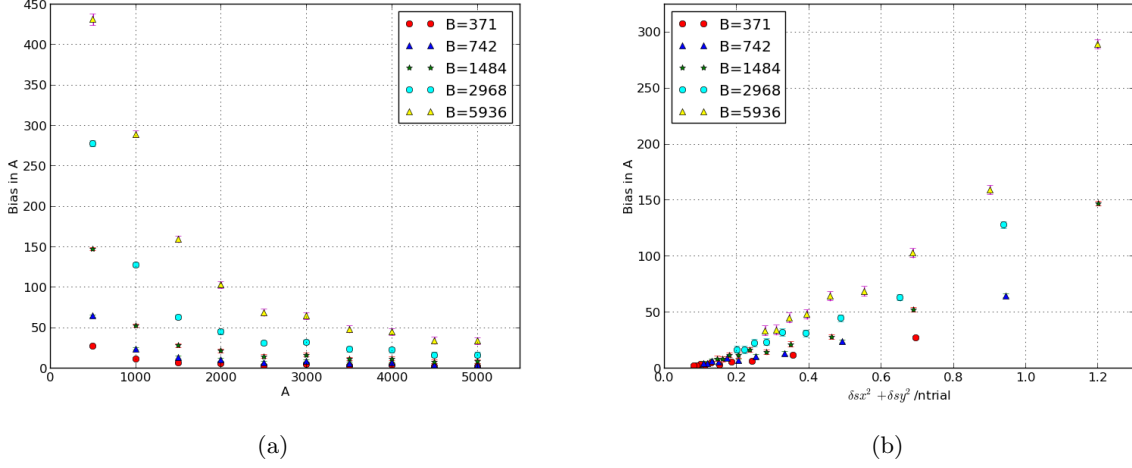 450
400
350
300
250
200
150
100
50
0
Bias in A
0
1000
2000
3000
4000
5000
A
B=371
B=742
B=1484
B=2968
B=5936
(a)
300
250
200
150
100
50
0
Bias in A
0.0
0.2
0.4
0.6
0.8
1.0
1.2
δsx² +δsy² /ntrial
B=371
B=742
B=1484
B=2968
B=5936
(b)